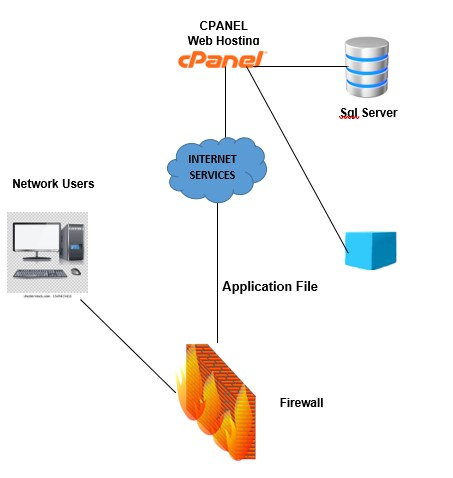 CPANEL
Web Hosting
cPanel
Sql Server
INTERNET
SERVICES
Network Users
Application File
Firewall